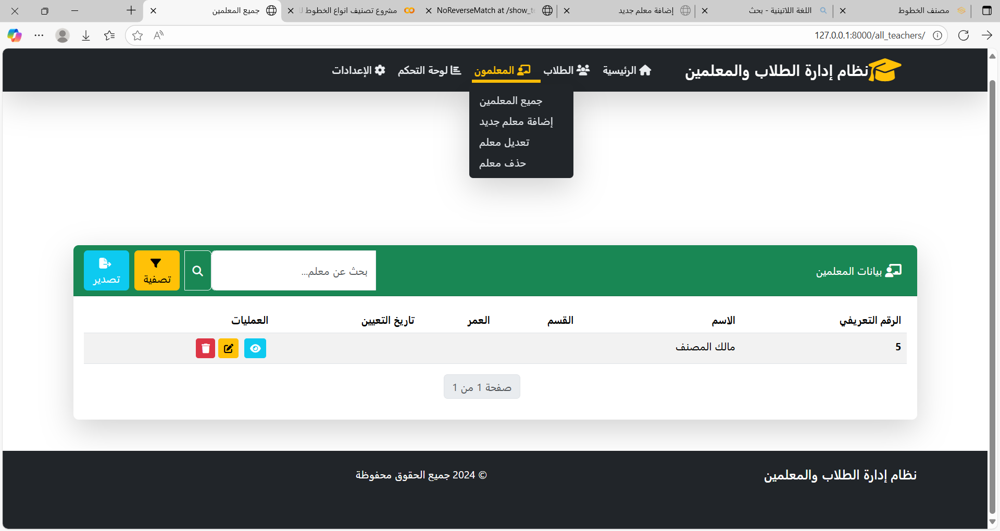 جميع المعلمين
مشروع تصنيف انواع الخطوط
NoReverseMatch at /show_t
إضافة معلم جديد
اللغة اللاتينية - بحث
مصنف الخطوط
127.0.0.1:8000/all_teachers/
نظام إدارة الطلاب والمعلمين
الرئيسية
الطلاب
المعلمون
لوحة التحكم
الإعدادات
جميع المعلمين
إضافة معلم جديد
تعديل معلم
حذف معلم
بيانات المعلمين
بحث عن معلم...
تصفية
تصدير
الرقم التعريفي الاسم القسم العمر تاريخ التعيين العمليات
5 مالك المصنف
صفحة 1 من 1
نظام إدارة الطلاب والمعلمين
© 2024 جميع الحقوق محفوظة